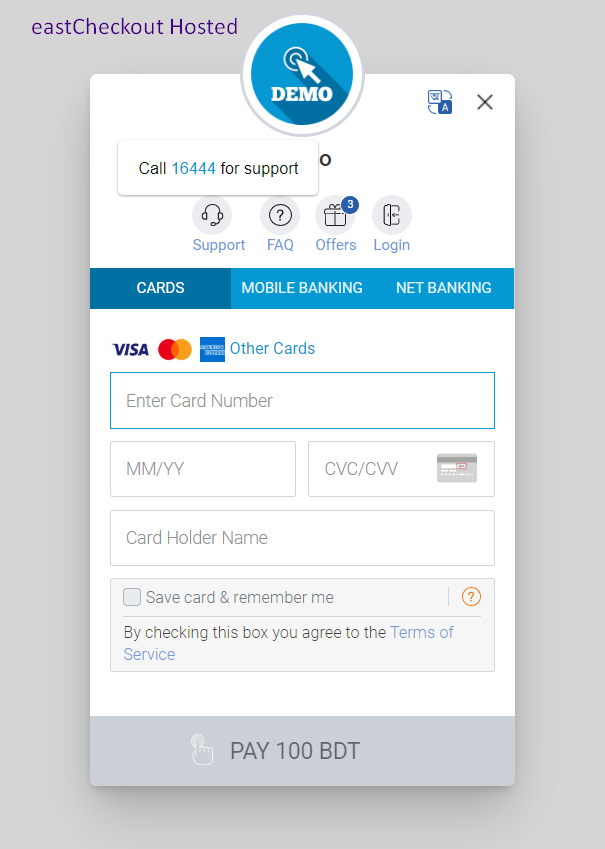 eastCheckout Hosted
DEMO
অ
A
o
Call 16444 for support
3
Support FAQ Offers Login
CARDS MOBILE BANKING NET BANKING
VISA AMERICAN EXPRESS Other Cards
Enter Card Number
MM/YY CVC/CVV
Card Holder Name
Save card & remember me ?
By checking this box you agree to the Terms of
Service
PAY 100 BDT